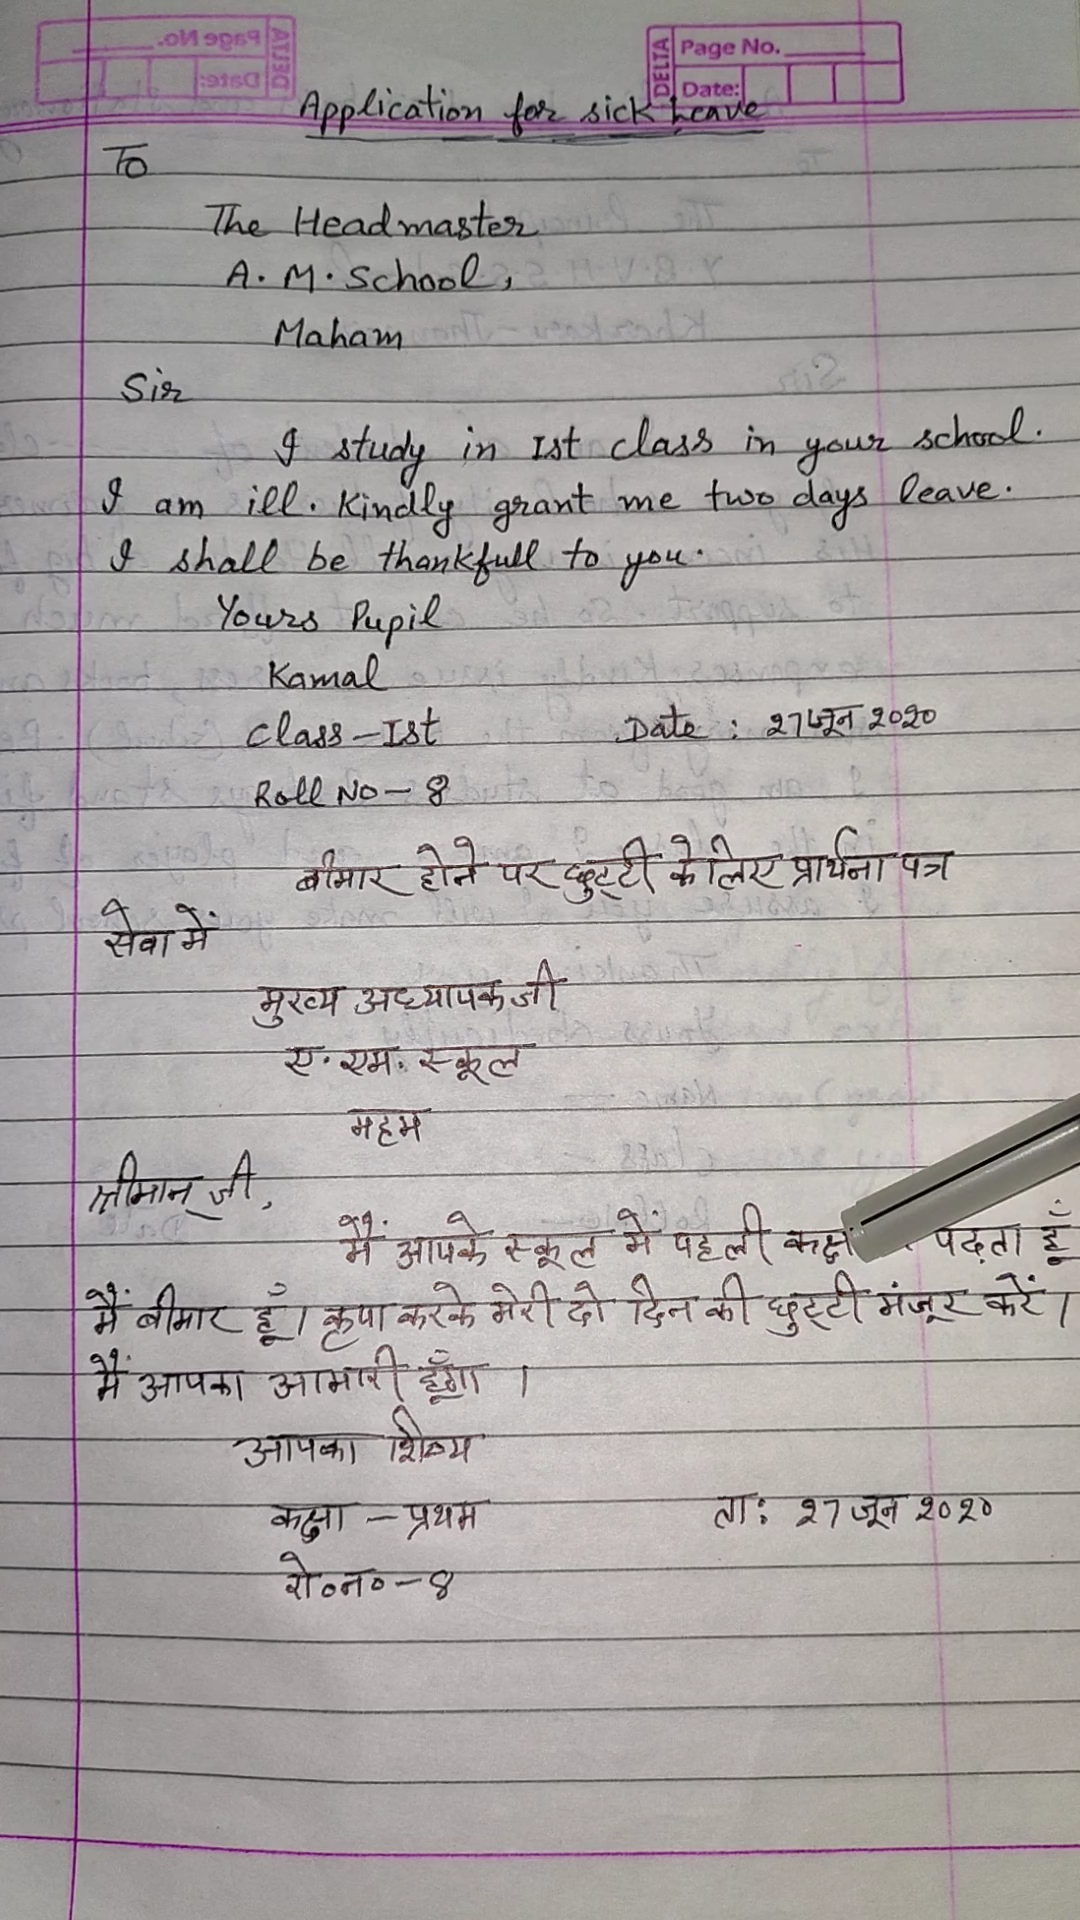 Page No.
DELTA
Date:
Application for sick Leave
To
The Headmaster
A. M. School,
Maham
Sir
I study in Ist class in your school.
I am ill. Kindly grant me two days leave.
I shall be thankfull to you.
Yours Pupil
Kamal
Class - Ist Date : 27 जून 2020
Roll No - 8
बीमार होने पर छुट्टी के लिए प्रार्थना पत्र
सेवा में
मुख्य अध्यापक जी
ए. एम. स्कूल
महम
श्रीमान् जी,
मैं आपके स्कूल में पहली कक्षा पढ़ता हूँ
मैं बीमार हूँ। कृपा करके मेरी दो दिन की छुट्टी मंजूर करें।
मैं आपका आभारी हूँगा ।
आपका शिष्य
कक्षा - प्रथम ता: 27 जून 2020
रो०न० - 8